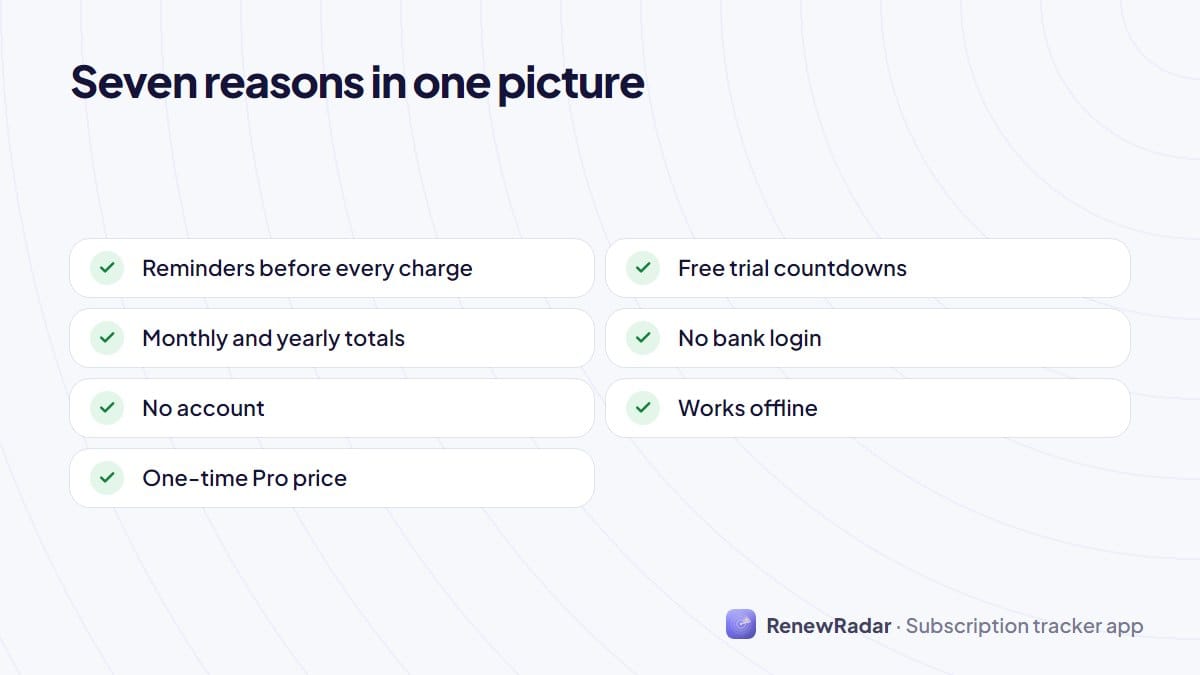 Seven reasons in one picture
Reminders before every charge
Free trial countdowns
Monthly and yearly totals
No bank login
No account
Works offline
One-time Pro price
RenewRadar · Subscription tracker app